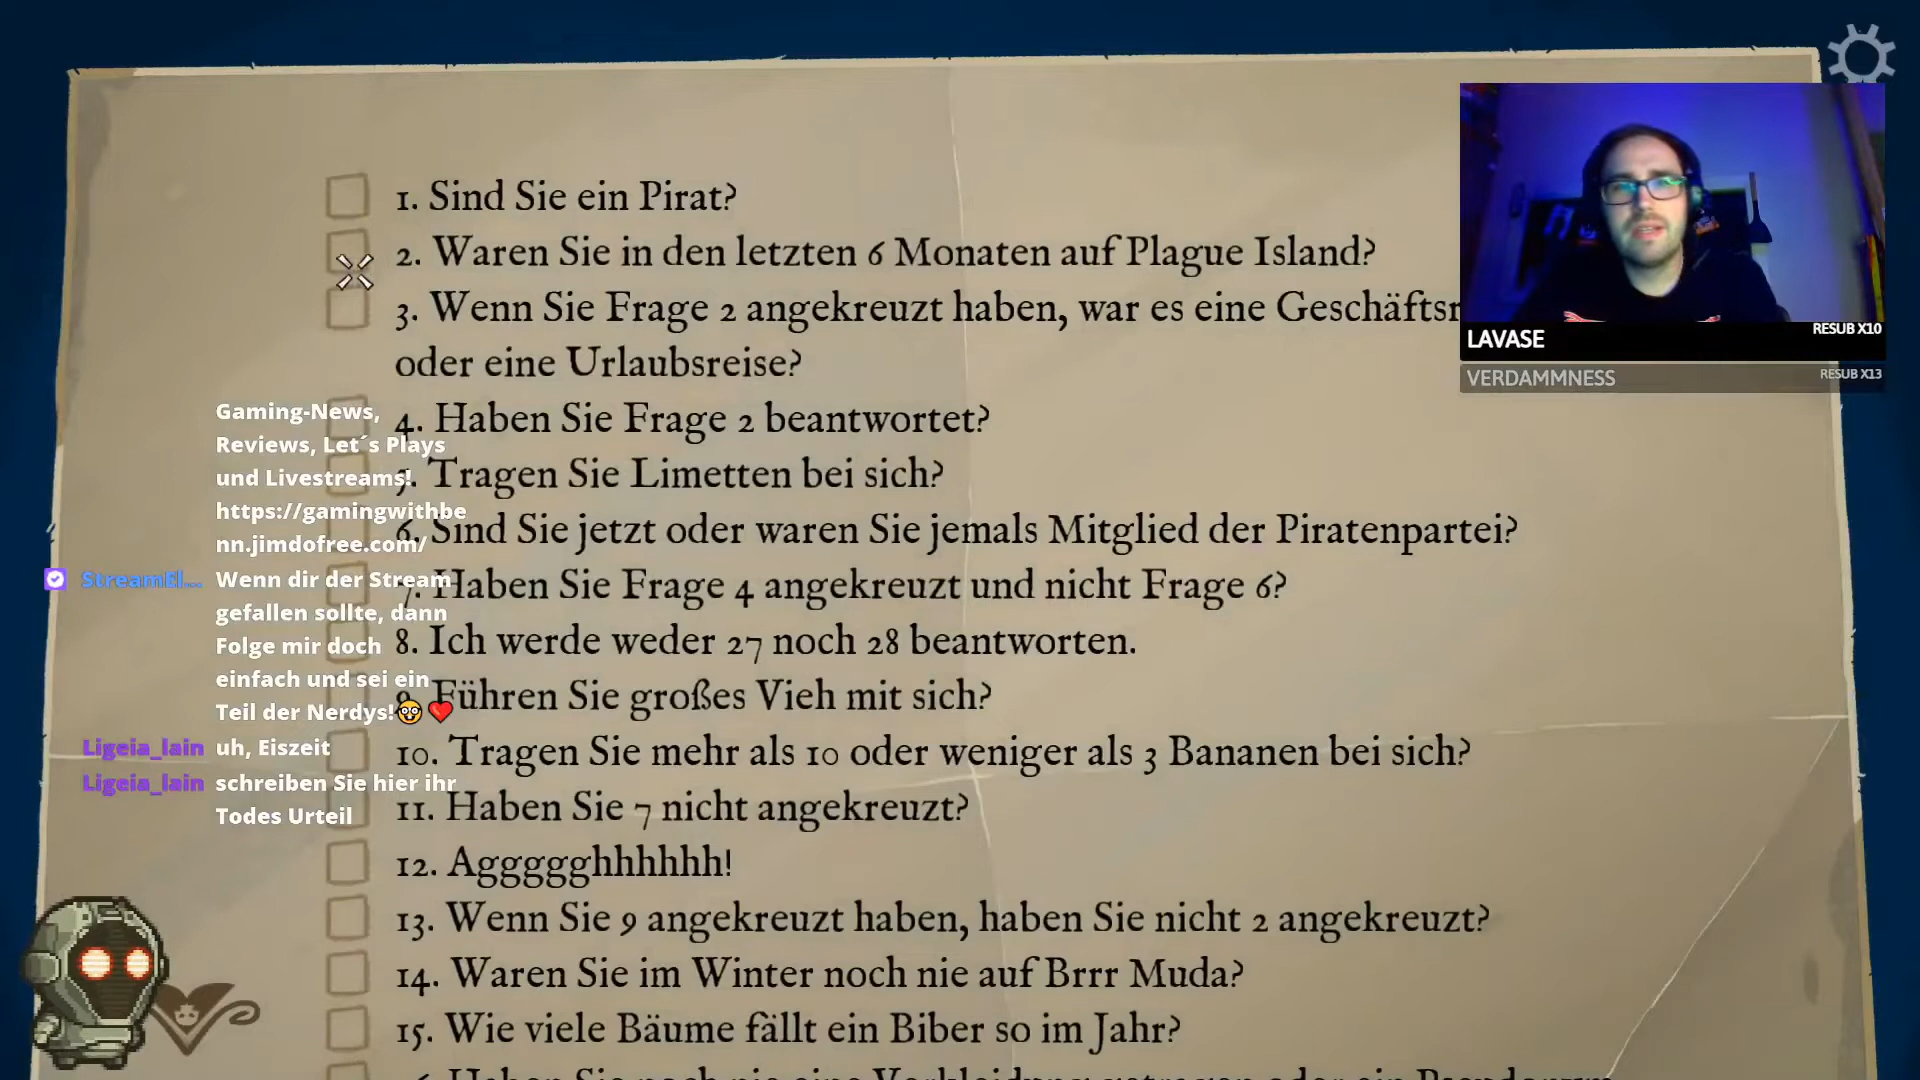 1. Sind Sie ein Pirat?
2. Waren Sie in den letzten 6 Monaten auf Plague Island?
3. Wenn Sie Frage 2 angekreuzt haben, war es eine
oder eine Urlaubsreise?
4. Haben Sie Frage 2 beantwortet?
Tragen Sie Limetten bei sich?
6. Sind Sie jetzt oder waren Sie jemals Mitglied der Piratenpartei?
7. Haben Sie Frage 4 angekreuzt und nicht Frage 6?
8. Ich werde weder 27 noch 28 beantworten.
9. Führen Sie großes Vieh mit sich?
10. Tragen Sie mehr als 10 oder weniger als 3 Bananen bei sich?
11. Haben Sie 7 nicht angekreuzt?
12. Aggggghhhhhh!
13. Wenn Sie 9 angekreuzt haben, haben Sie nicht 2 angekreuzt?
14. Waren Sie im Winter noch nie auf Brrr Muda?
15. Wie viele Bäume fällt ein Biber so im Jahr?
LAVASE RESUB X10
VERDAMMNESS RESUB X13
Gaming-News,
Reviews, Let´s Plays
und Livestreams!
https://gamingwithbe
nn.jimdofree.com/
StreamEl... Wenn dir der Stream
gefallen sollte, dann
Folge mir doch
einfach und sei ein
Teil der Nerdys!🤓❤️
Ligeia_lain uh, Eiszeit
Ligeia_lain schreiben Sie hier ihr
Todes Urteil